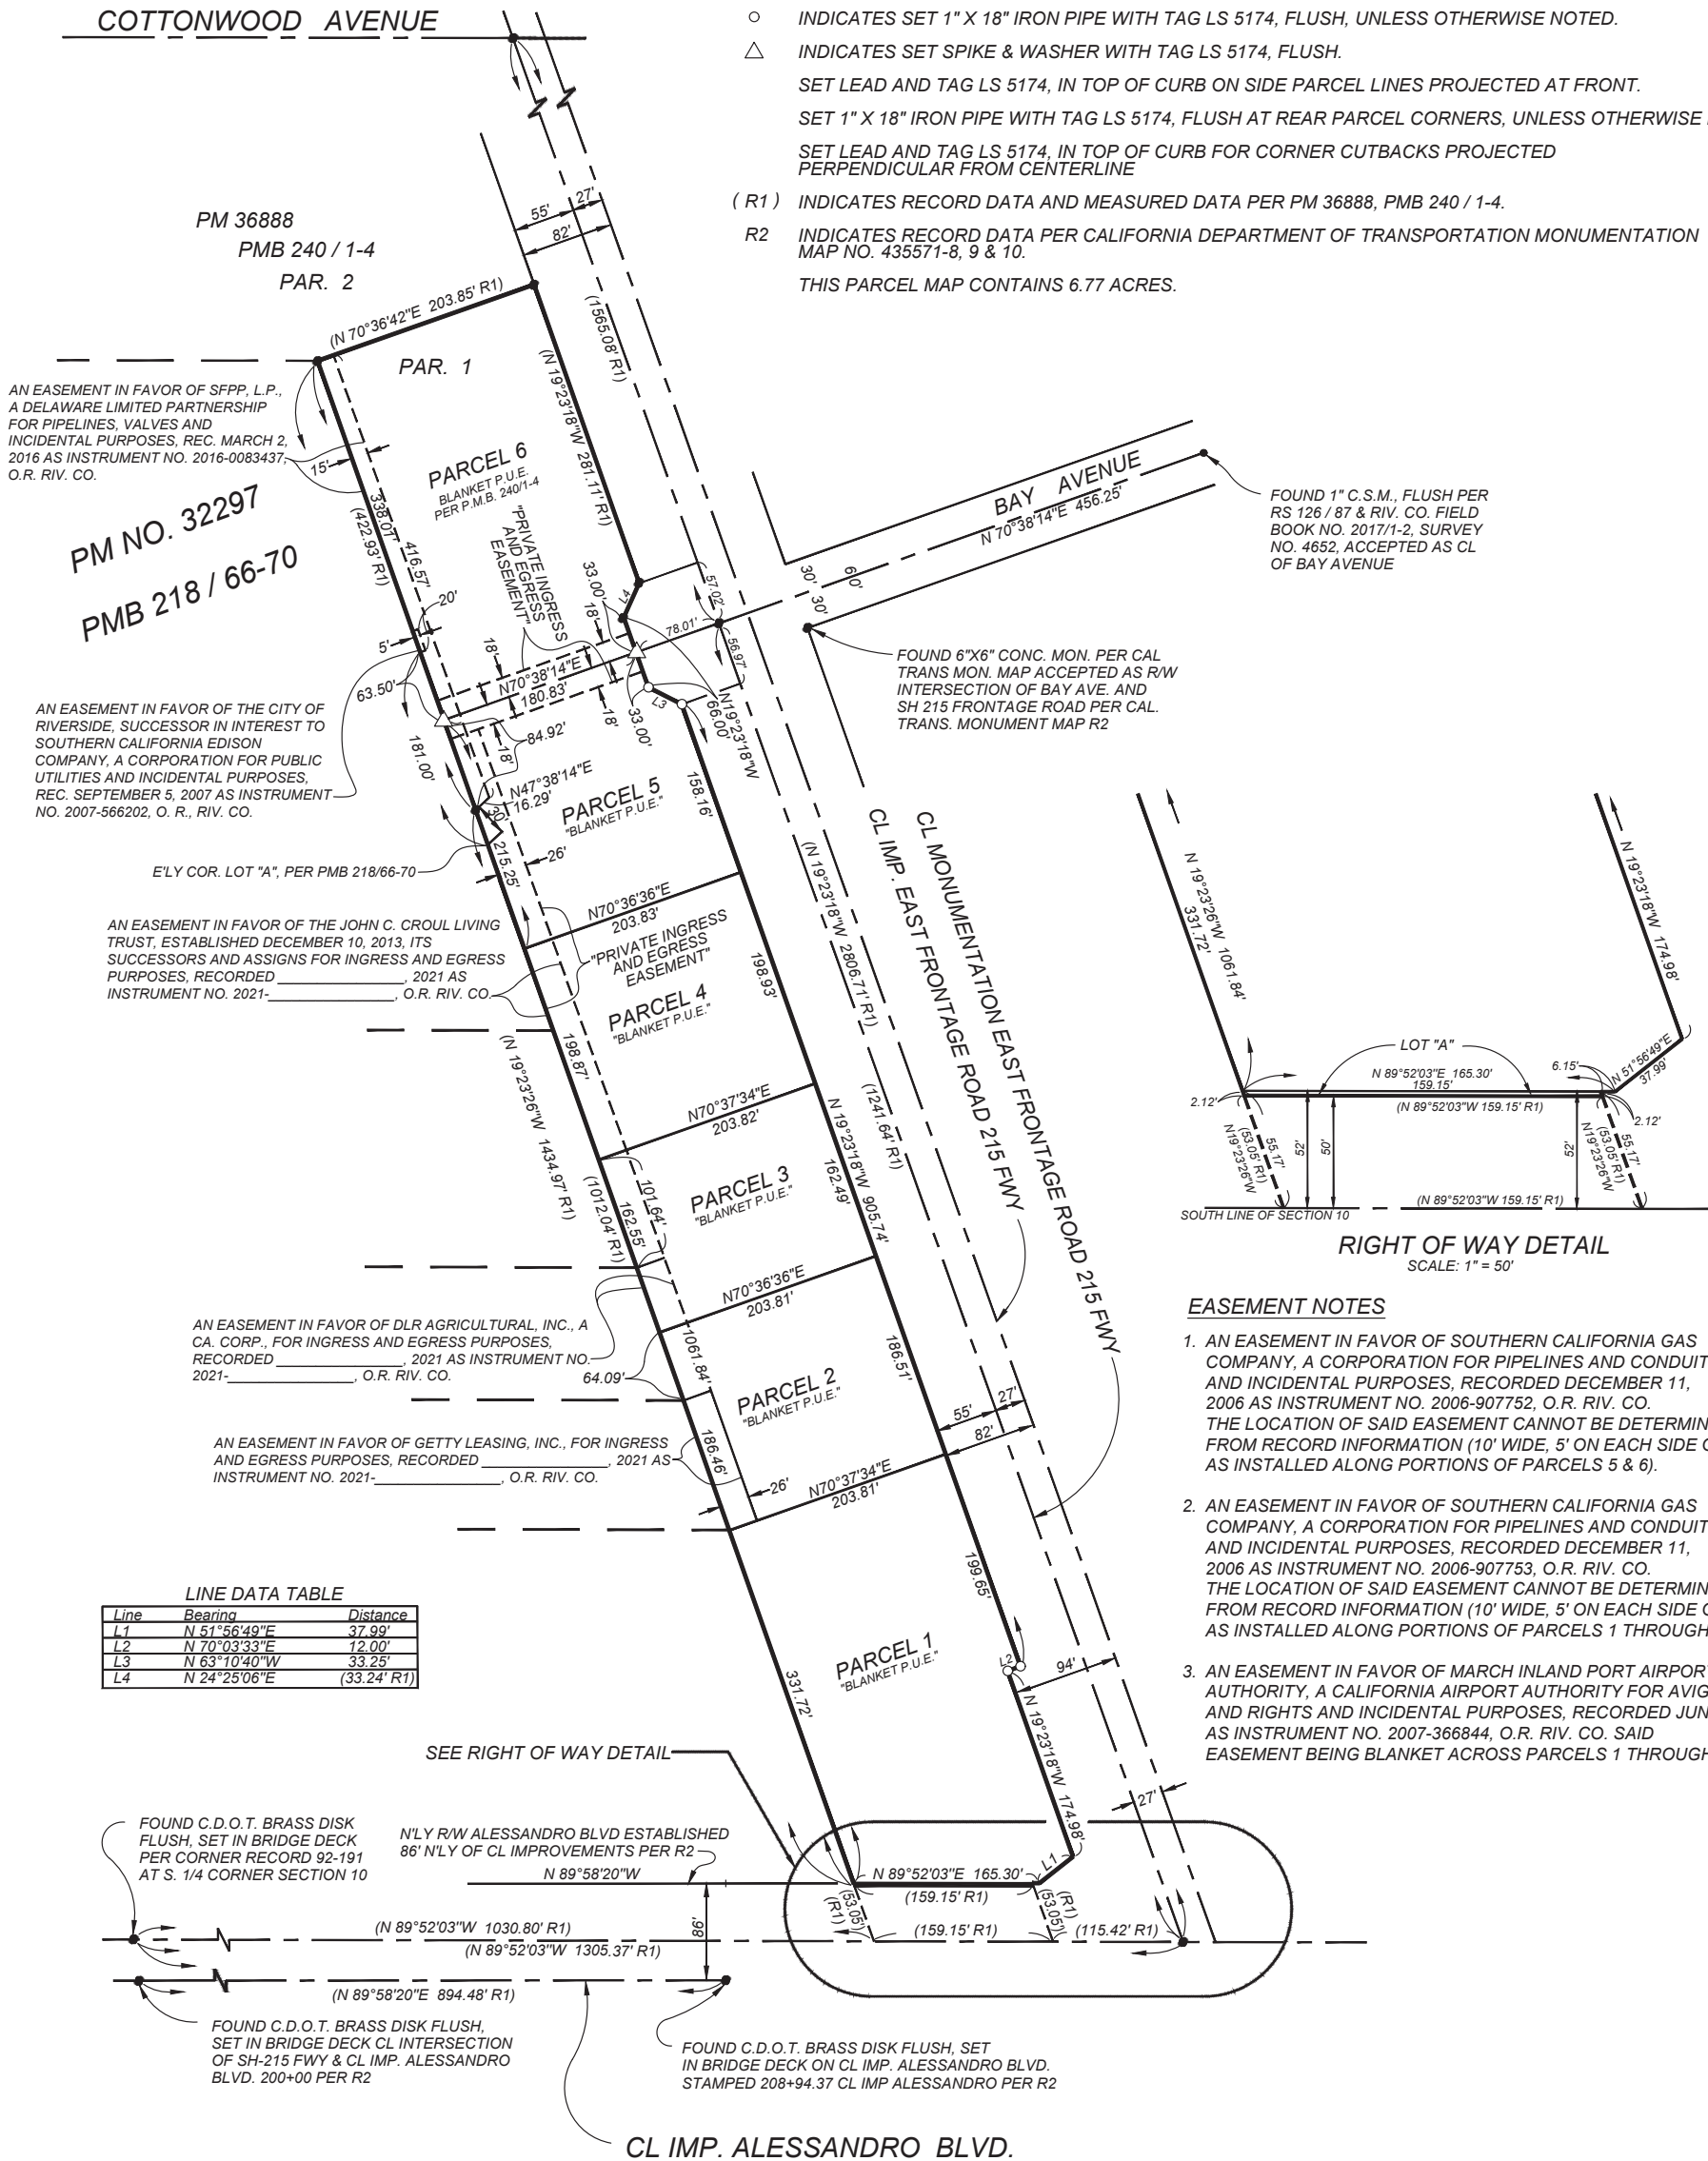 COTTONWOOD AVENUE
INDICATES SET 1" X 18" IRON PIPE WITH TAG LS 5174, FLUSH, UNLESS OTHERWISE NOTED.
INDICATES SET SPIKE & WASHER WITH TAG LS 5174, FLUSH.
SET LEAD AND TAG LS 5174, IN TOP OF CURB ON SIDE PARCEL LINES PROJECTED AT FRONT.
SET 1" X 18" IRON PIPE WITH TAG LS 5174, FLUSH AT REAR PARCEL CORNERS, UNLESS OTHERWISE
SET LEAD AND TAG LS 5174, IN TOP OF CURB FOR CORNER CUTBACKS PROJECTED
PERPENDICULAR FROM CENTERLINE
( R1 ) INDICATES RECORD DATA AND MEASURED DATA PER PM 36888, PMB 240 / 1-4.
R2 INDICATES RECORD DATA PER CALIFORNIA DEPARTMENT OF TRANSPORTATION MONUMENTATION
MAP NO. 435571-8, 9 & 10.
THIS PARCEL MAP CONTAINS 6.77 ACRES.
PM 36888
PMB 240 / 1-4
PAR. 2
55'
27'
82'
(N 70°36'42"E 203.85' R1)
(1565.08' R1)
PAR. 1
(N 19°23'18"W 281.11' R1)
AN EASEMENT IN FAVOR OF SFPP, L.P.,
A DELAWARE LIMITED PARTNERSHIP
FOR PIPELINES, VALVES AND
INCIDENTAL PURPOSES, REC. MARCH 2,
2016 AS INSTRUMENT NO. 2016-0083437,
O.R. RIV. CO.
15'
PARCEL 6
BLANKET P.U.E.
PER P.M.B. 240/1-4
PM NO. 32297
PMB 218 / 66-70
338.01'
(422.93' R1)
416.57'
"PRIVATE INGRESS
AND EGRESS
EASEMENT"
BAY AVENUE
N 70°38'14"E 456.25'
30'
60'
30'
FOUND 1" C.S.M., FLUSH PER
RS 126 / 87 & RIV. CO. FIELD
BOOK NO. 2017/1-2, SURVEY
NO. 4652, ACCEPTED AS CL
OF BAY AVENUE
33.00'
18'
L4
57.02'
78.01'
56.97'
20'
5'
18'
N70°38'14"E
180.83'
18'
63.50'
33.00'
L3
66.00'
N19°23'18"W
FOUND 6"X6" CONC. MON. PER CAL
TRANS MON. MAP ACCEPTED AS R/W
INTERSECTION OF BAY AVE. AND
SH 215 FRONTAGE ROAD PER CAL.
TRANS. MONUMENT MAP R2
AN EASEMENT IN FAVOR OF THE CITY OF
RIVERSIDE, SUCCESSOR IN INTEREST TO
SOUTHERN CALIFORNIA EDISON
COMPANY, A CORPORATION FOR PUBLIC
UTILITIES AND INCIDENTAL PURPOSES,
REC. SEPTEMBER 5, 2007 AS INSTRUMENT
NO. 2007-566202, O. R., RIV. CO.
181.00'
84.92'
18'
N47°38'14"E
16.29'
30'
PARCEL 5
"BLANKET P.U.E."
158.16'
215.25'
26'
E'LY COR. LOT "A", PER PMB 218/66-70
N70°36'36"E
203.83'
AN EASEMENT IN FAVOR OF THE JOHN C. CROUL LIVING
TRUST, ESTABLISHED DECEMBER 10, 2013, ITS
SUCCESSORS AND ASSIGNS FOR INGRESS AND EGRESS
PURPOSES, RECORDED ______________, 2021 AS
INSTRUMENT NO. 2021-______________, O.R. RIV. CO.
"PRIVATE INGRESS
AND EGRESS
EASEMENT"
PARCEL 4
"BLANKET P.U.E."
198.93'
(N 19°23'18"W 2806.71' R1)
CL IMP. EAST FRONTAGE ROAD 215 FWY
CL MONUMENTATION EAST FRONTAGE ROAD 215 FWY
(1241.64' R1)
198.87'
(N 19°23'26"W 1434.97' R1)
N70°37'34"E
203.82'
N 19°23'18"W 905.74'
162.49'
(1012.04' R1)
162.55'
101.64'
PARCEL 3
"BLANKET P.U.E."
N70°36'36"E
203.81'
AN EASEMENT IN FAVOR OF DLR AGRICULTURAL, INC., A
CA. CORP., FOR INGRESS AND EGRESS PURPOSES,
RECORDED ______________, 2021 AS INSTRUMENT NO.
2021-______________, O.R. RIV. CO.
64.09'
1061.84'
PARCEL 2
"BLANKET P.U.E."
186.51'
55'
27'
82'
AN EASEMENT IN FAVOR OF GETTY LEASING, INC., FOR INGRESS
AND EGRESS PURPOSES, RECORDED ______________, 2021 AS
INSTRUMENT NO. 2021-______________, O.R. RIV. CO.
186.46'
26'
N70°37'34"E
203.81'
199.65'
PARCEL 1
"BLANKET P.U.E."
331.72'
L2
94'
N 19°23'18"W 174.98'
27'
N 19°23'26"W 1061.84'
331.72'
N 19°23'18"W 174.98'
LOT "A"
N 89°52'03"E 165.30'
159.15'
6.15'
N 51°56'49"E
37.99'
(N 89°52'03"W 159.15' R1)
2.12'
2.12'
55.17'
(53.05' R1)
N19°23'26"W
52'
50'
52'
55.17'
(53.05' R1)
N19°23'26"W
(N 89°52'03"W 159.15' R1)
SOUTH LINE OF SECTION 10
RIGHT OF WAY DETAIL
SCALE: 1" = 50'
EASEMENT NOTES
1. AN EASEMENT IN FAVOR OF SOUTHERN CALIFORNIA GAS
COMPANY, A CORPORATION FOR PIPELINES AND CONDUIT
AND INCIDENTAL PURPOSES, RECORDED DECEMBER 11,
2006 AS INSTRUMENT NO. 2006-907752, O.R. RIV. CO.
THE LOCATION OF SAID EASEMENT CANNOT BE DETERMIN
FROM RECORD INFORMATION (10' WIDE, 5' ON EACH SIDE
AS INSTALLED ALONG PORTIONS OF PARCELS 5 & 6).
2. AN EASEMENT IN FAVOR OF SOUTHERN CALIFORNIA GAS
COMPANY, A CORPORATION FOR PIPELINES AND CONDUIT
AND INCIDENTAL PURPOSES, RECORDED DECEMBER 11,
2006 AS INSTRUMENT NO. 2006-907753, O.R. RIV. CO.
THE LOCATION OF SAID EASEMENT CANNOT BE DETERMIN
FROM RECORD INFORMATION (10' WIDE, 5' ON EACH SIDE
AS INSTALLED ALONG PORTIONS OF PARCELS 1 THROUGH
3. AN EASEMENT IN FAVOR OF MARCH INLAND PORT AIRPOR
AUTHORITY, A CALIFORNIA AIRPORT AUTHORITY FOR AVIG
AND RIGHTS AND INCIDENTAL PURPOSES, RECORDED JUN
AS INSTRUMENT NO. 2007-366844, O.R. RIV. CO. SAID
EASEMENT BEING BLANKET ACROSS PARCELS 1 THROUGH
LINE DATA TABLE
Line Bearing Distance
L1 N 51°56'49"E 37.99'
L2 N 70°03'33"E 12.00'
L3 N 63°10'40"W 33.25'
L4 N 24°25'06"E (33.24' R1)
SEE RIGHT OF WAY DETAIL
FOUND C.D.O.T. BRASS DISK
FLUSH, SET IN BRIDGE DECK
PER CORNER RECORD 92-191
AT S. 1/4 CORNER SECTION 10
N'LY R/W ALESSANDRO BLVD ESTABLISHED
86' N'LY OF CL IMPROVEMENTS PER R2
N 89°58'20"W
N 89°52'03"E 165.30'
L1
(159.15' R1)
(53.05')
(R1)
(53.05')
(R1)
(159.15' R1)
(115.42' R1)
86'
(N 89°52'03"W 1030.80' R1)
(N 89°52'03"W 1305.37' R1)
(N 89°58'20"E 894.48' R1)
FOUND C.D.O.T. BRASS DISK FLUSH,
SET IN BRIDGE DECK CL INTERSECTION
OF SH-215 FWY & CL IMP. ALESSANDRO
BLVD. 200+00 PER R2
FOUND C.D.O.T. BRASS DISK FLUSH, SET
IN BRIDGE DECK ON CL IMP. ALESSANDRO BLVD.
STAMPED 208+94.37 CL IMP ALESSANDRO PER R2
CL IMP. ALESSANDRO BLVD.